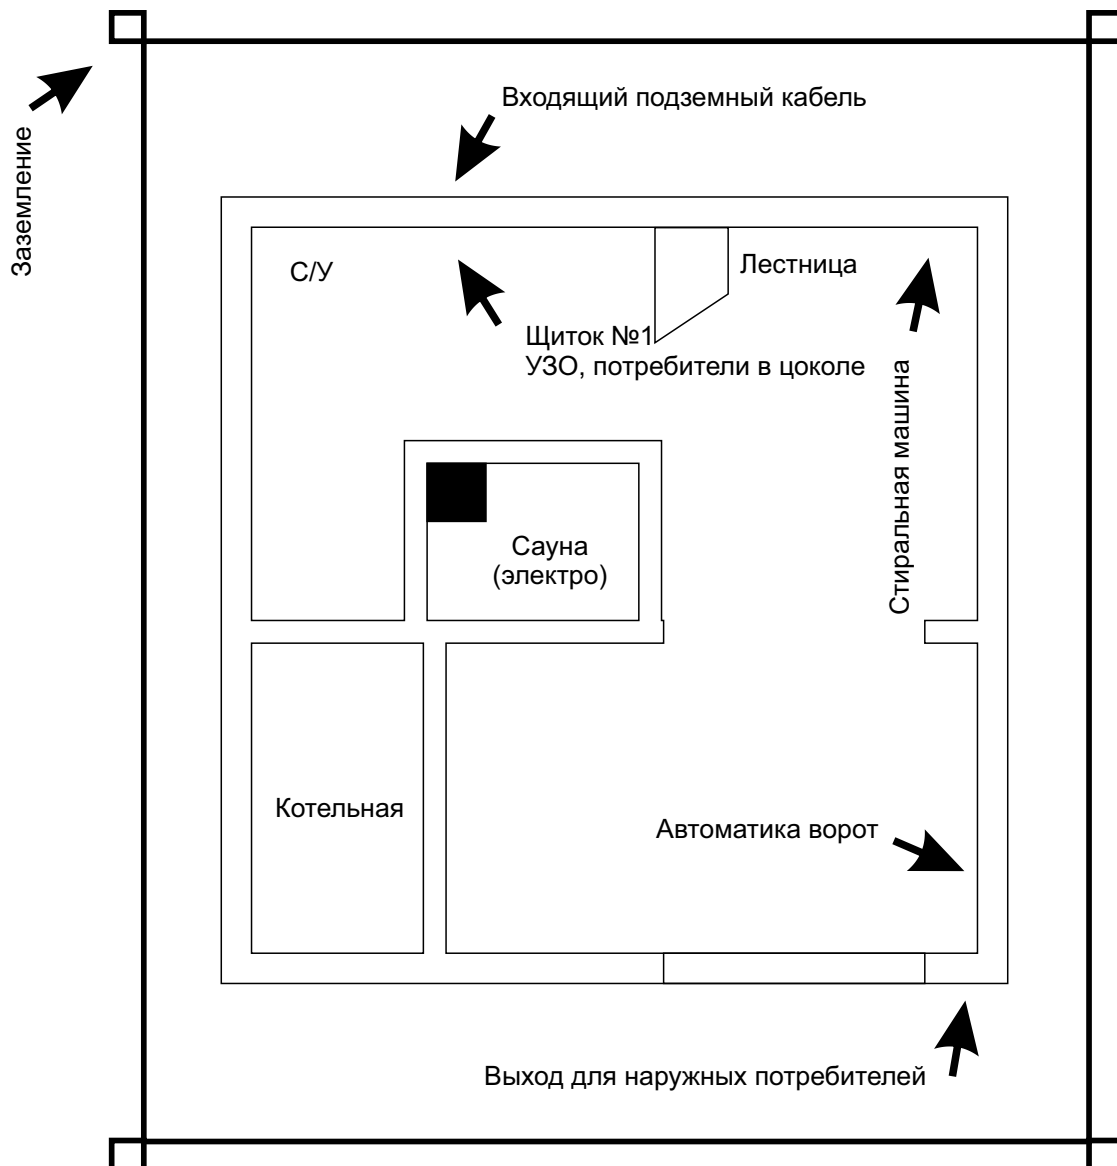 Входящий подземный кабель
Заземление
С/У
Лестница
Щиток №1
УЗО, потребители в цоколе
Стиральная машина
Сауна
(электро)
Котельная
Автоматика ворот
Выход для наружных потребителей